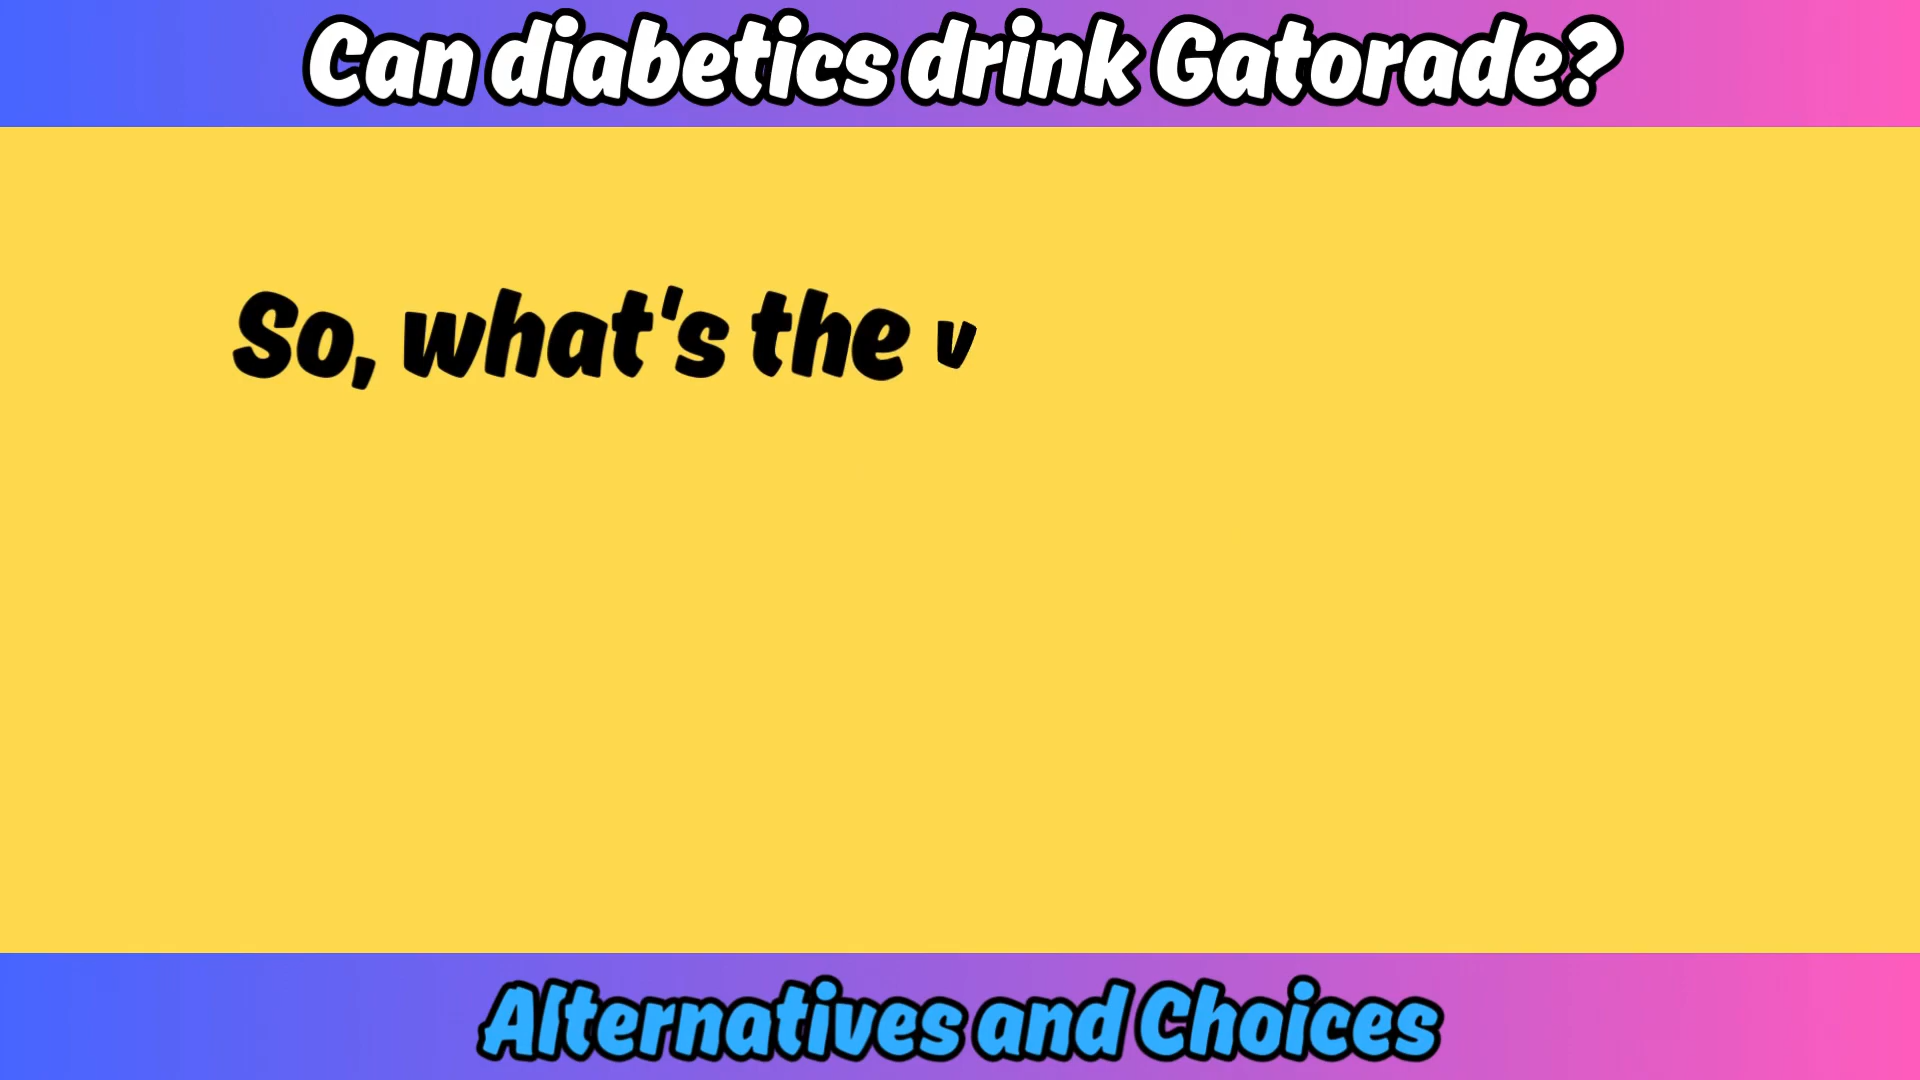 Can diabetics drink Gatorade?
So, what's the v
Alternatives and Choices